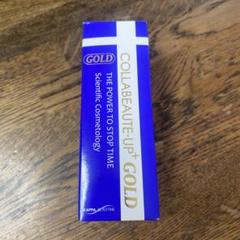 GOLD
COLLABEAUTE-UP+ GOLD
THE POWER TO STOP TIME
Scientific Cosmetology